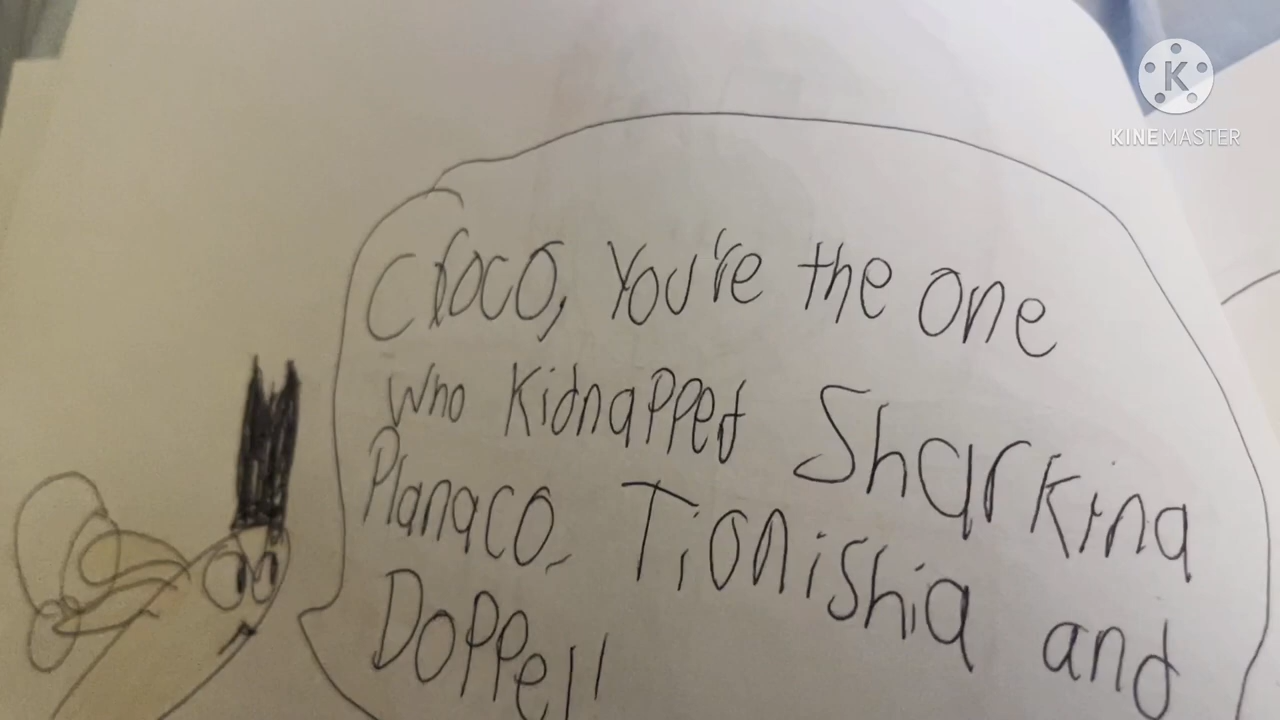 K
KINEMASTER
Croco, You're the one
who kidnapped Sharkina
Planaco, Tionishia and
Doppel!